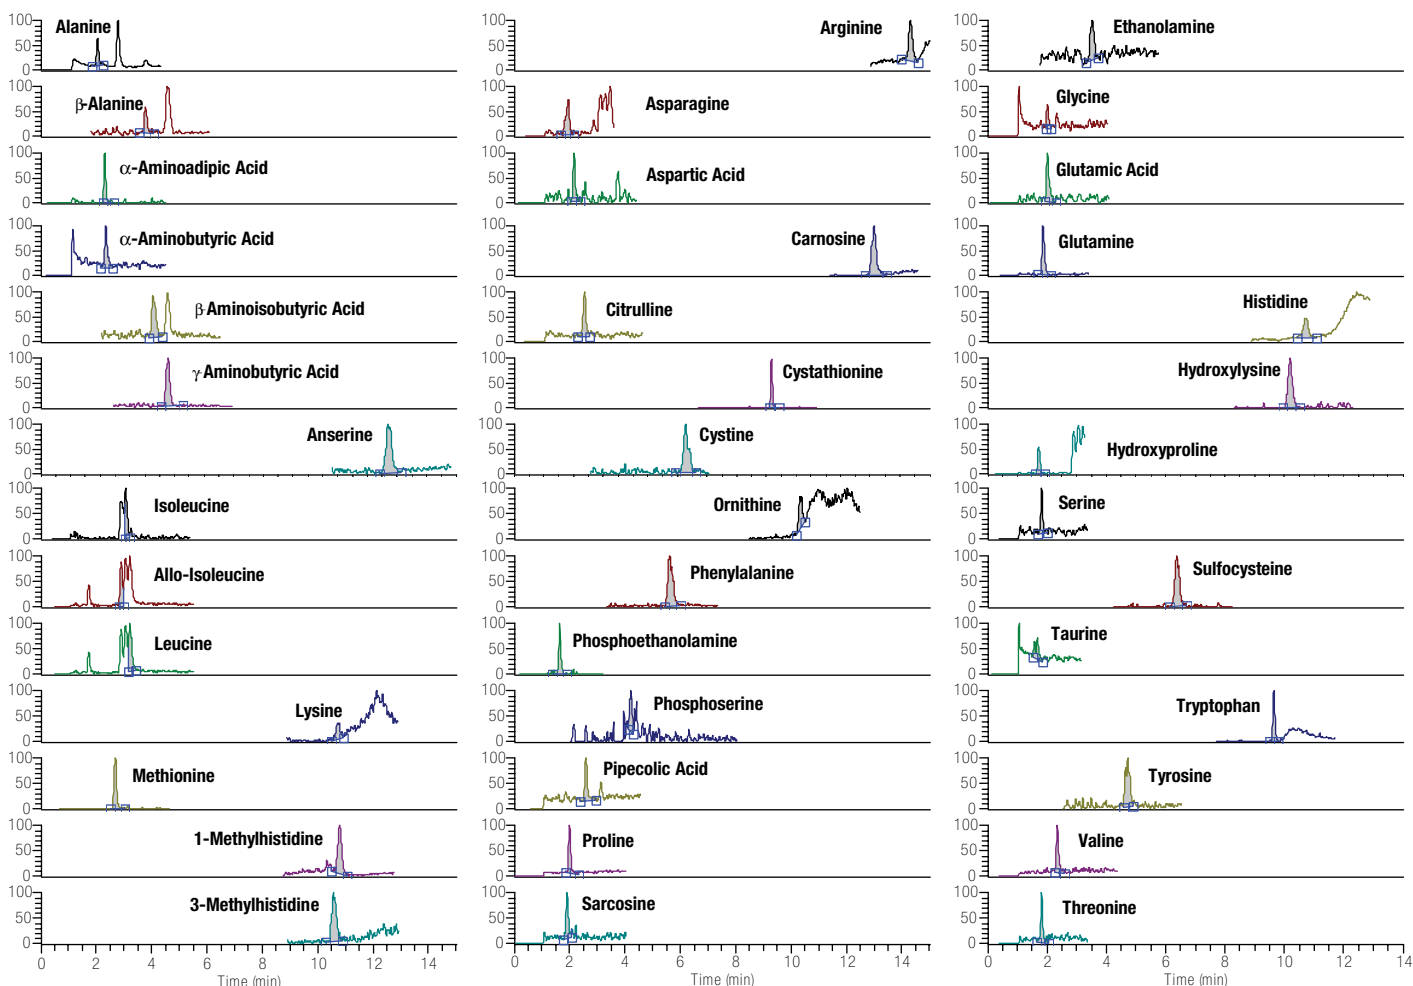 100 Alanine
50
0
100 Arginine
50
0
100 Ethanolamine
50
0
100 β-Alanine
50
0
100 Asparagine
50
0
100 Glycine
50
0
100 α-Aminoadipic Acid
50
0
100 Aspartic Acid
50
0
100 Glutamic Acid
50
0
100 α-Aminobutyric Acid
50
0
100 Carnosine
50
0
100 Glutamine
50
0
100 β-Aminoisobutyric Acid
50
0
100 Citrulline
50
0
100 Histidine
50
0
100 γ-Aminobutyric Acid
50
0
100 Cystathionine
50
0
100 Hydroxylysine
50
0
100 Anserine
50
0
100 Cystine
50
0
100 Hydroxyproline
50
0
100 Isoleucine
50
0
100 Ornithine
50
0
100 Serine
50
0
100 Allo-Isoleucine
50
0
100 Phenylalanine
50
0
100 Sulfocysteine
50
0
100 Leucine
50
0
100 Phosphoethanolamine
50
0
100 Taurine
50
0
100 Lysine
50
0
100 Phosphoserine
50
0
100 Tryptophan
50
0
100 Methionine
50
0
100 Pipecolic Acid
50
0
100 Tyrosine
50
0
100 1-Methylhistidine
50
0
100 Proline
50
0
100 Valine
50
0
100 3-Methylhistidine
50
0
100 Sarcosine
50
0
100 Threonine
50
0
0 2 4 6 8 10 12 14
Time (min)
0 2 4 6 8 10 12 14
Time (min)
0 2 4 6 8 10 12 14
Time (min)